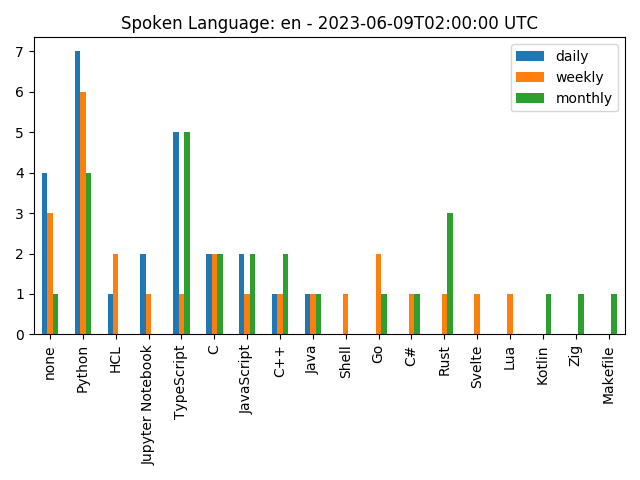 Spoken Language: en - 2023-06-09T02:00:00 UTC
daily
weekly
monthly
7
6
5
4
3
2
1
0
none
Python
HCL
Jupyter Notebook
TypeScript
C
JavaScript
C++
Java
Shell
Go
C#
Rust
Svelte
Lua
Kotlin
Zig
Makefile